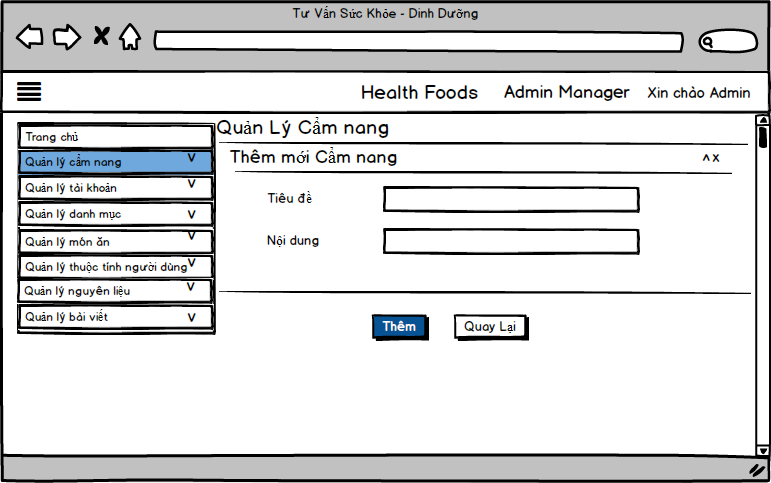 Tư Vấn Sức Khỏe - Dinh Dưỡng
Health Foods Admin Manager Xin chào Admin
Trang chủ
Quản lý cẩm nang
Quản lý tài khoản
Quản lý danh mục
Quản lý món ăn
Quản lý thuộc tính người dùng
Quản lý nguyên liệu
Quản lý bài viết
Quản Lý Cẩm nang
Thêm mới Cẩm nang
Tiêu đề
Nội dung
Thêm Quay Lại